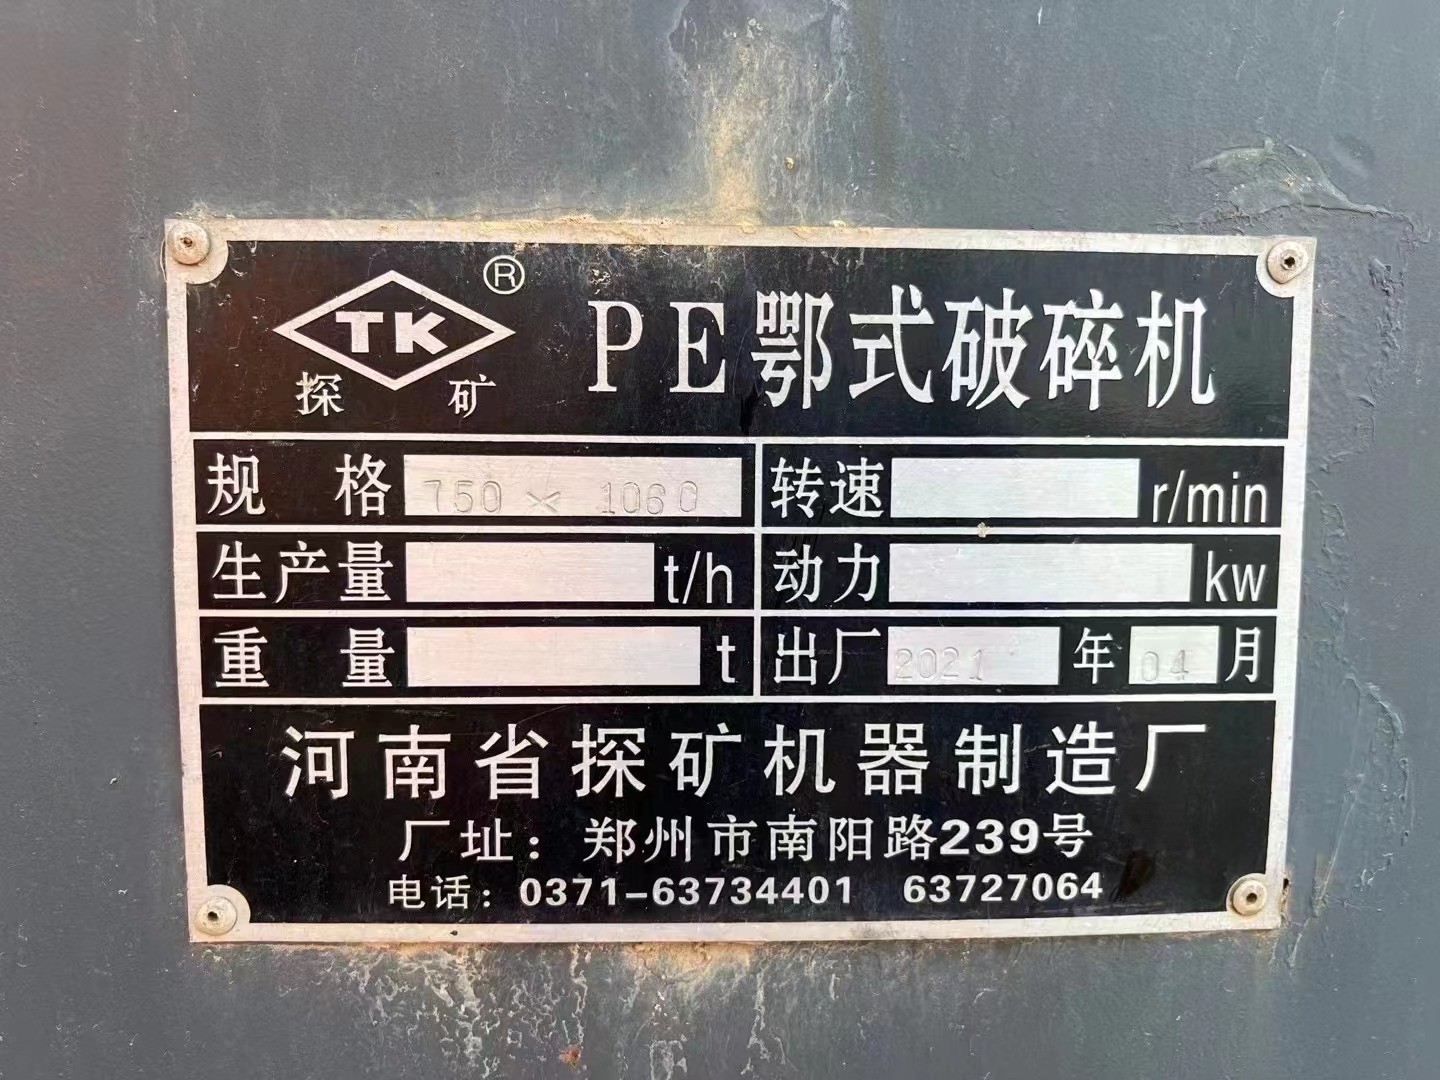 TK®
探矿
PE鄂式破碎机
规格 750×1060 转速 r/min
生产量 t/h 动力 kw
重量 t 出厂 2021 年 04 月
河南省探矿机器制造厂
厂址：郑州市南阳路239号
电话：0371-63734401 63727064